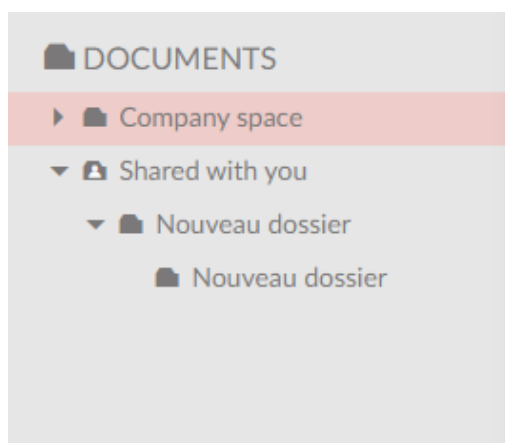 DOCUMENTS
Company space
Shared with you
Nouveau dossier
Nouveau dossier